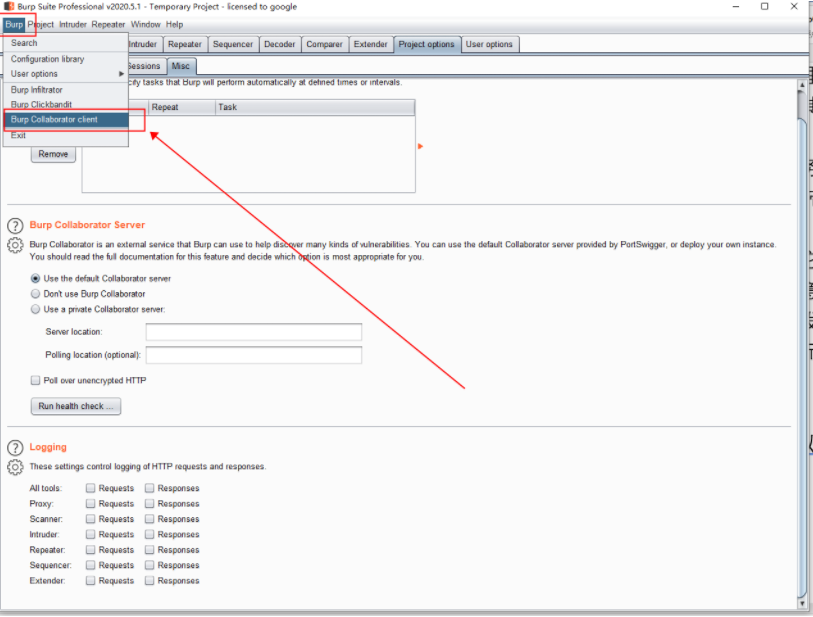 Burp Suite Professional v2020.5.1 - Temporary Project - licensed to google
Burp Project Intruder Repeater Window Help
Search
Intruder Repeater Sequencer Decoder Comparer Extender Project options User options
Configuration library
User options
Sessions Misc
Burp Infiltrator
tasks that Burp will perform automatically at defined times or intervals.
Burp Clickbandit
Repeat Task
Burp Collaborator client
Exit
Remove
Burp Collaborator Server
Burp Collaborator is an external service that Burp can use to help discover many kinds of vulnerabilities. You can use the default Collaborator server provided by PortSwigger, or deploy your own instance.
You should read the full documentation for this feature and decide which option is most appropriate for you.
Use the default Collaborator server
Don't use Burp Collaborator
Use a private Collaborator server:
Server location:
Polling location (optional):
Poll over unencrypted HTTP
Run health check ...
Logging
These settings control logging of HTTP requests and responses.
All tools: Requests Responses
Proxy: Requests Responses
Scanner: Requests Responses
Intruder: Requests Responses
Repeater: Requests Responses
Sequencer: Requests Responses
Extender: Requests Responses